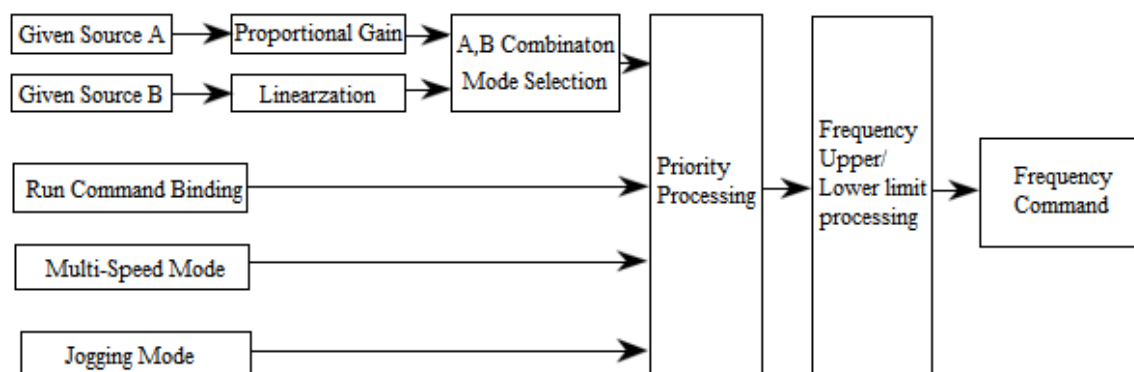 Given Source A
Proportional Gain
A,B Combinaton
Mode Selection
Given Source B
Linearzation
Run Command Binding
Multi-Speed Mode
Jogging Mode
Priority
Processing
Frequency
Upper/
Lower limit
processing
Frequency
Command